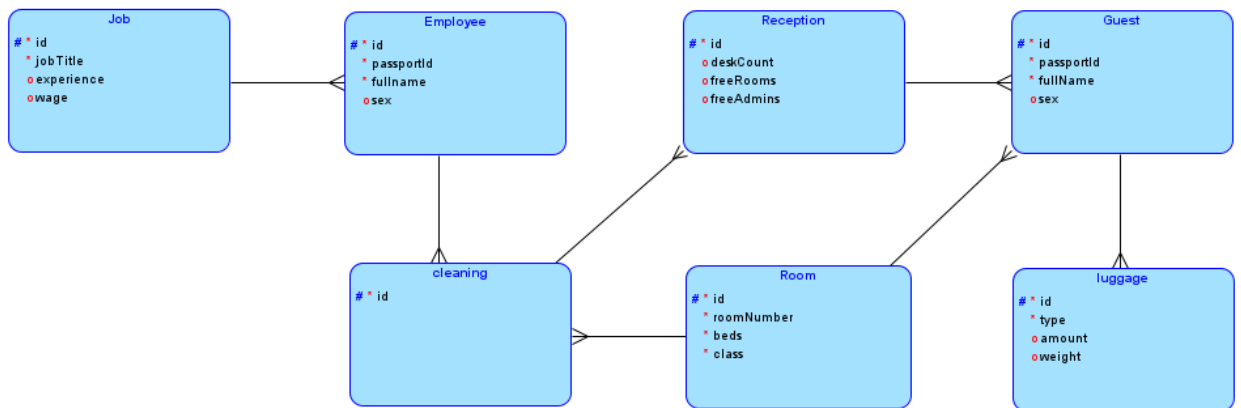 Job
# * id
* jobTitle
o experience
o wage
Employee
# * id
* passportId
* fullname
o sex
Reception
# * id
o deskCount
o freeRooms
o freeAdmins
Guest
# * id
* passportId
* fullName
o sex
cleaning
# * id
Room
# * id
* roomNumber
* beds
* class
luggage
# * id
* type
o amount
o weight